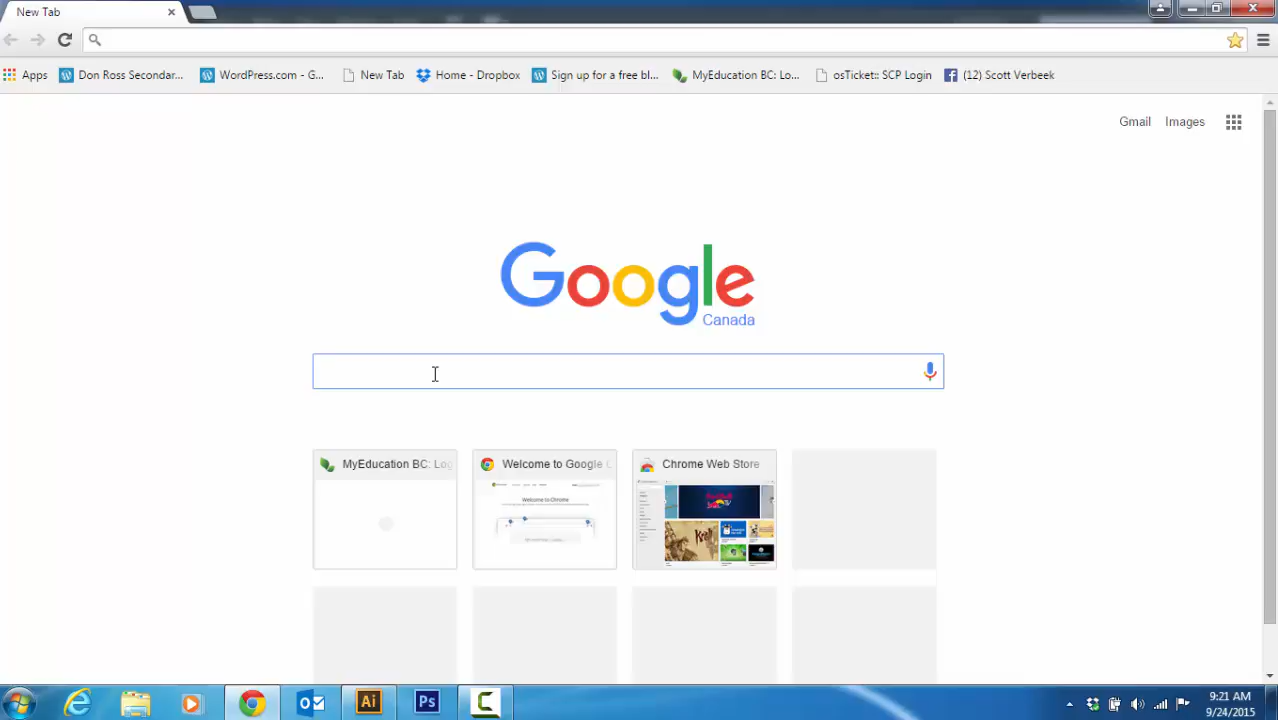 New Tab
Apps Don Ross Secondar... WordPress.com - G... New Tab Home - Dropbox Sign up for a free bl... MyEducation BC: Lo... osTicket:: SCP Login (12) Scott Verbeek
Gmail Images
Google
Canada
MyEducation BC: Log Welcome to Google C Chrome Web Store
Welcome to Chrome
Ai Ps
9:21 AM
9/24/2015